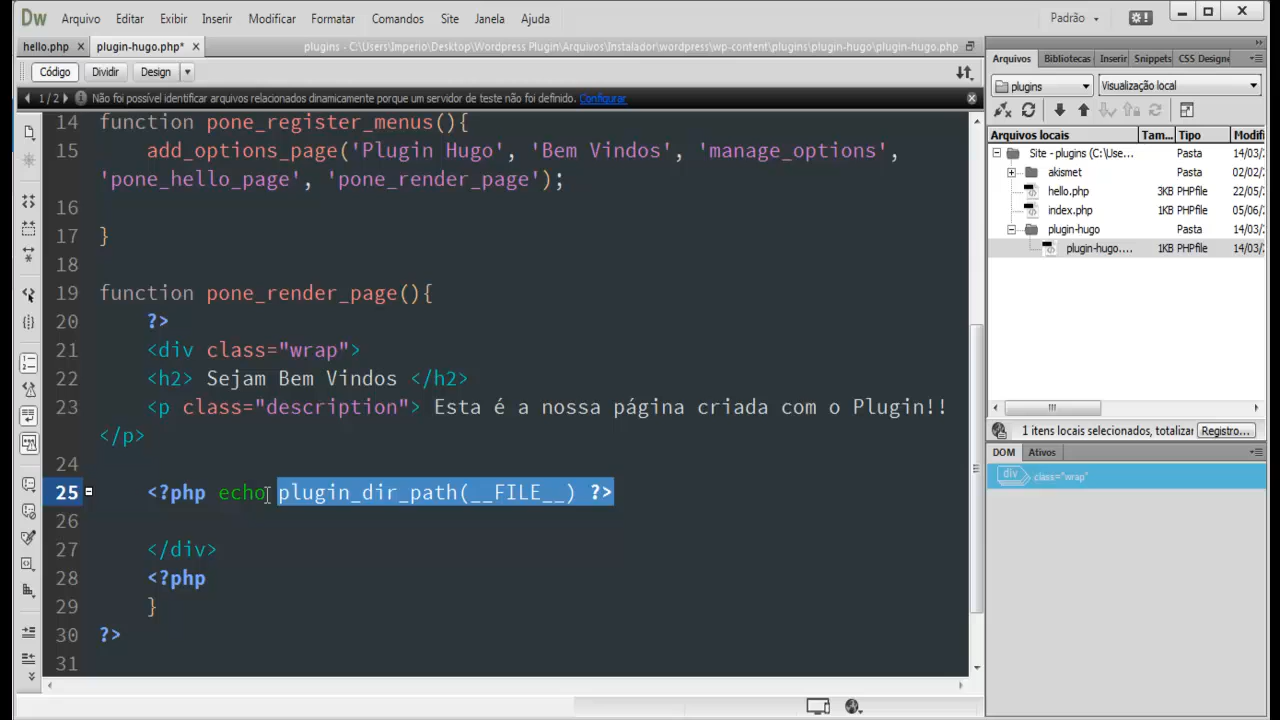 Dw Arquivo Editar Exibir Inserir Modificar Formatar Comandos Site Janela Ajuda Padrão
hello.php plugin-hugo.php* plugins - C:\Users\Imperio\Desktop\Wordpress Plugin\Arquivos\Instalador\wordpress\wp-content\plugins\plugin-hugo\plugin-hugo.php
Código Dividir Design
1/2 Não foi possível identificar arquivos relacionados dinamicamente porque um servidor de teste não foi definido. Configurar
14 function pone_register_menus(){
15 add_options_page('Plugin Hugo', 'Bem Vindos', 'manage_options',
'pone_hello_page', 'pone_render_page');
16
17 }
18
19 function pone_render_page(){
20 ?>
21 <div class="wrap">
22 <h2> Sejam Bem Vindos </h2>
23 <p class="description"> Esta é a nossa página criada com o Plugin!!
</p>
24
25 <?php echo plugin_dir_path(__FILE__) ?>
26
27 </div>
28 <?php
29 }
30 ?>
31
Arquivos Bibliotecas Inserir Snippets CSS Designe
plugins Visualização local
Arquivos locais Tam... Tipo Modifi
Site - plugins (C:\Use... Pasta 14/03/
akismet Pasta 02/02/
hello.php 3KB PHPfile 22/05/
index.php 1KB PHPfile 05/06/
plugin-hugo Pasta 14/03/
plugin-hugo.... 1KB PHPfile 14/03/
1 itens locais selecionados, totalizar Registro...
DOM Ativos
div class="wrap"